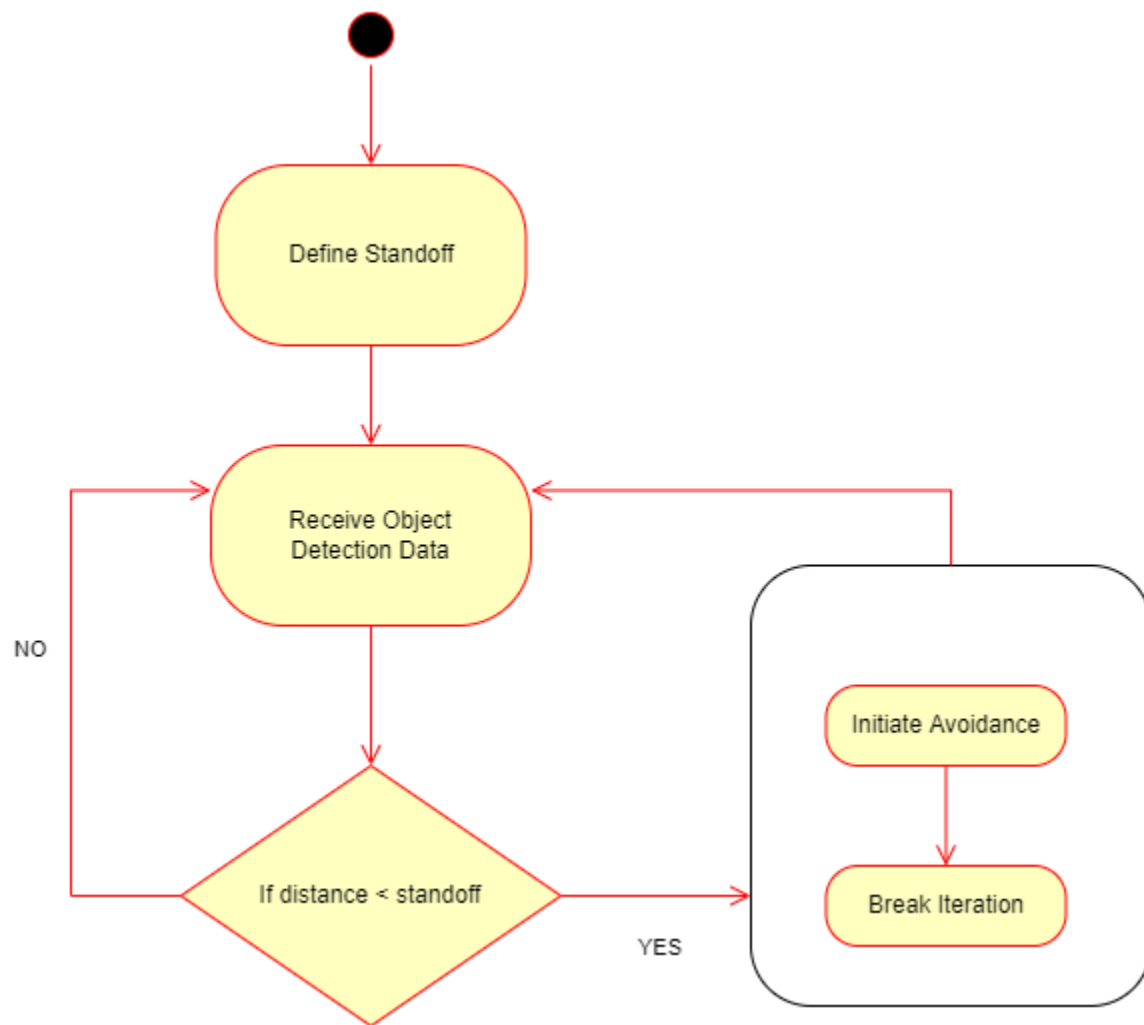 Define Standoff
Receive Object
Detection Data
NO
Initiate Avoidance
If distance < standoff
Break Iteration
YES